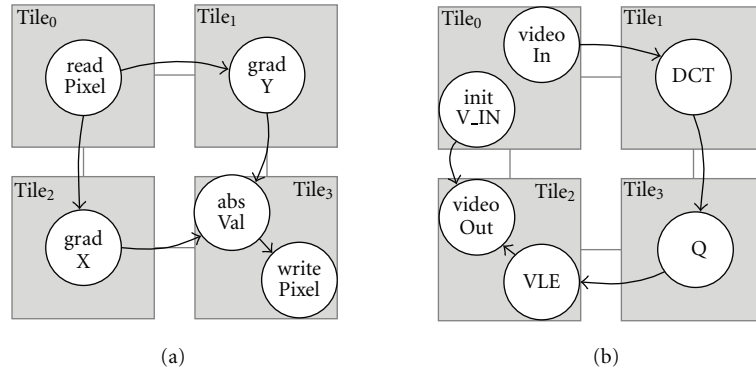 Tile0
Tile1
read
Pixel
grad
Y
Tile2
Tile3
grad
X
abs
Val
write
Pixel
(a)
Tile0
Tile1
video
In
init
V_IN
DCT
Tile2
Tile3
video
Out
VLE
Q
(b)